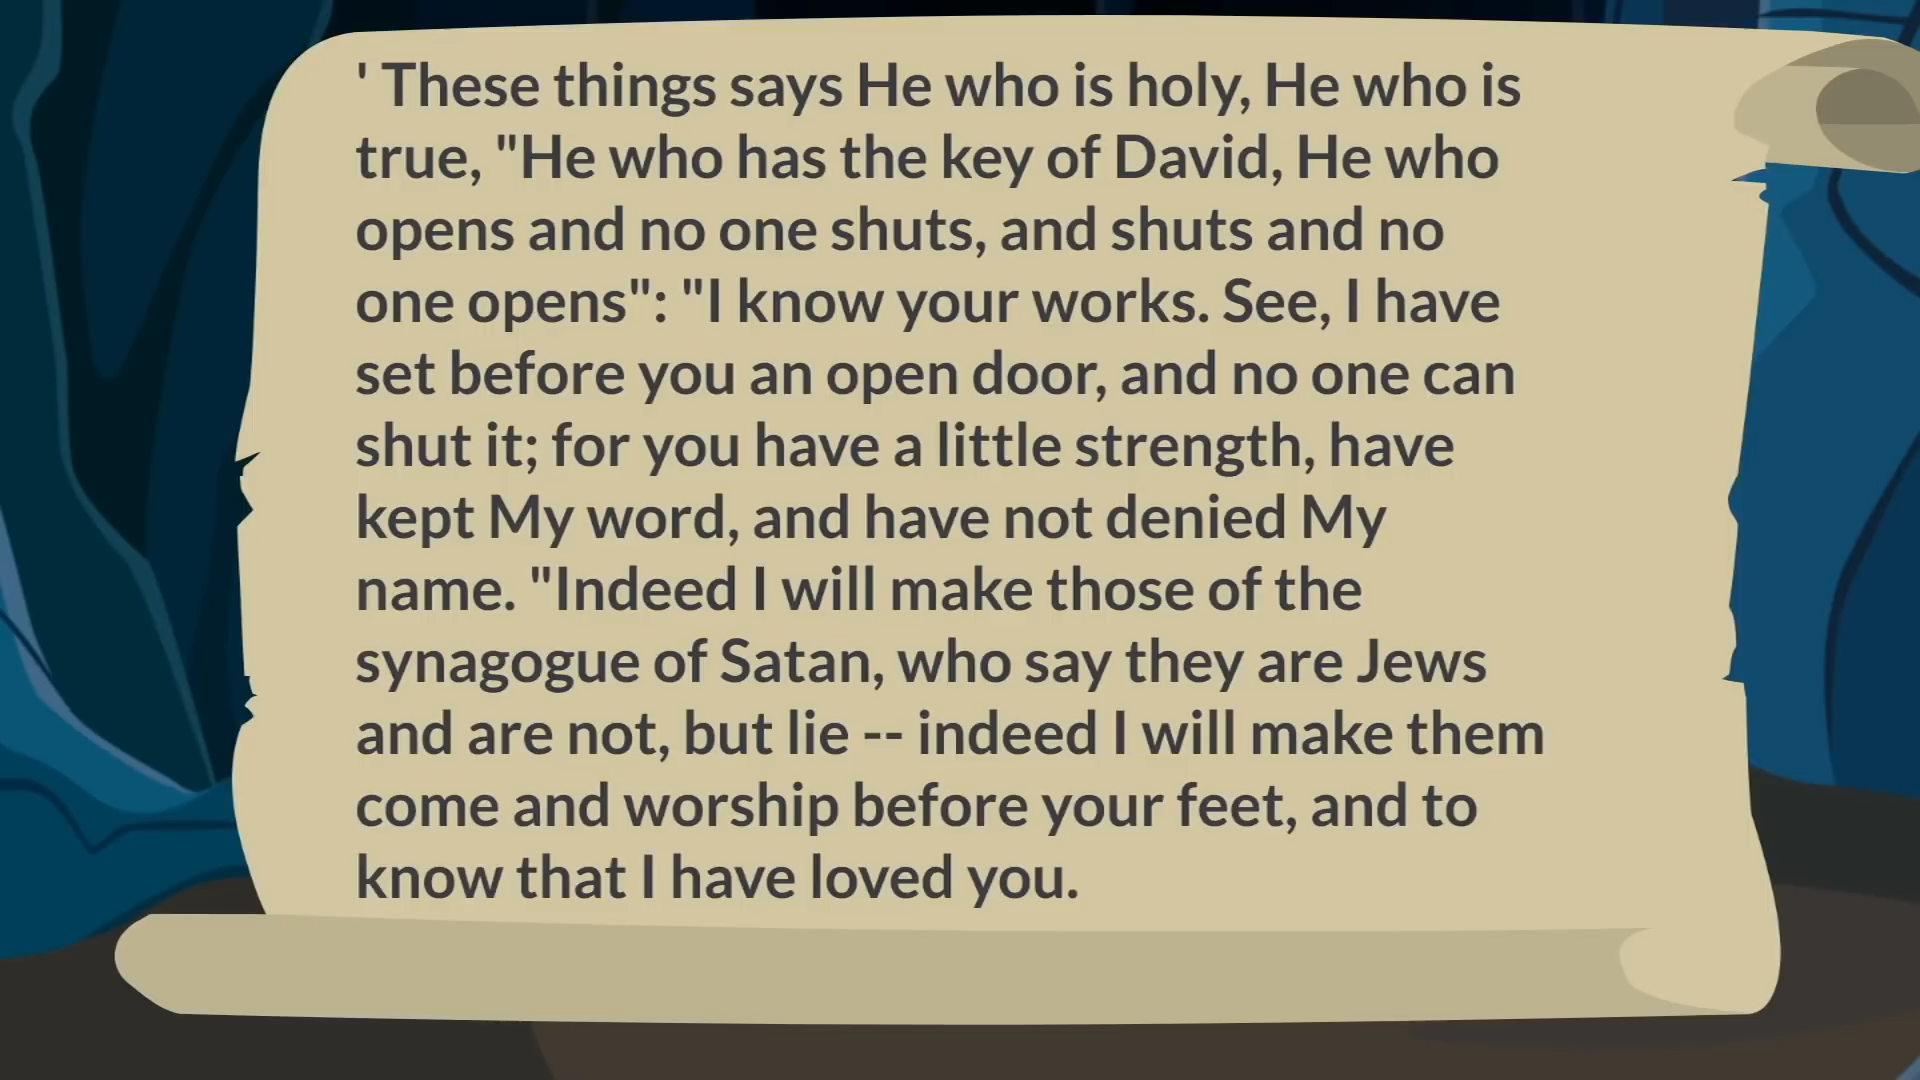 ' These things says He who is holy, He who is
true, "He who has the key of David, He who
opens and no one shuts, and shuts and no
one opens": "I know your works. See, I have
set before you an open door, and no one can
shut it; for you have a little strength, have
kept My word, and have not denied My
name. "Indeed I will make those of the
synagogue of Satan, who say they are Jews
and are not, but lie -- indeed I will make them
come and worship before your feet, and to
know that I have loved you.